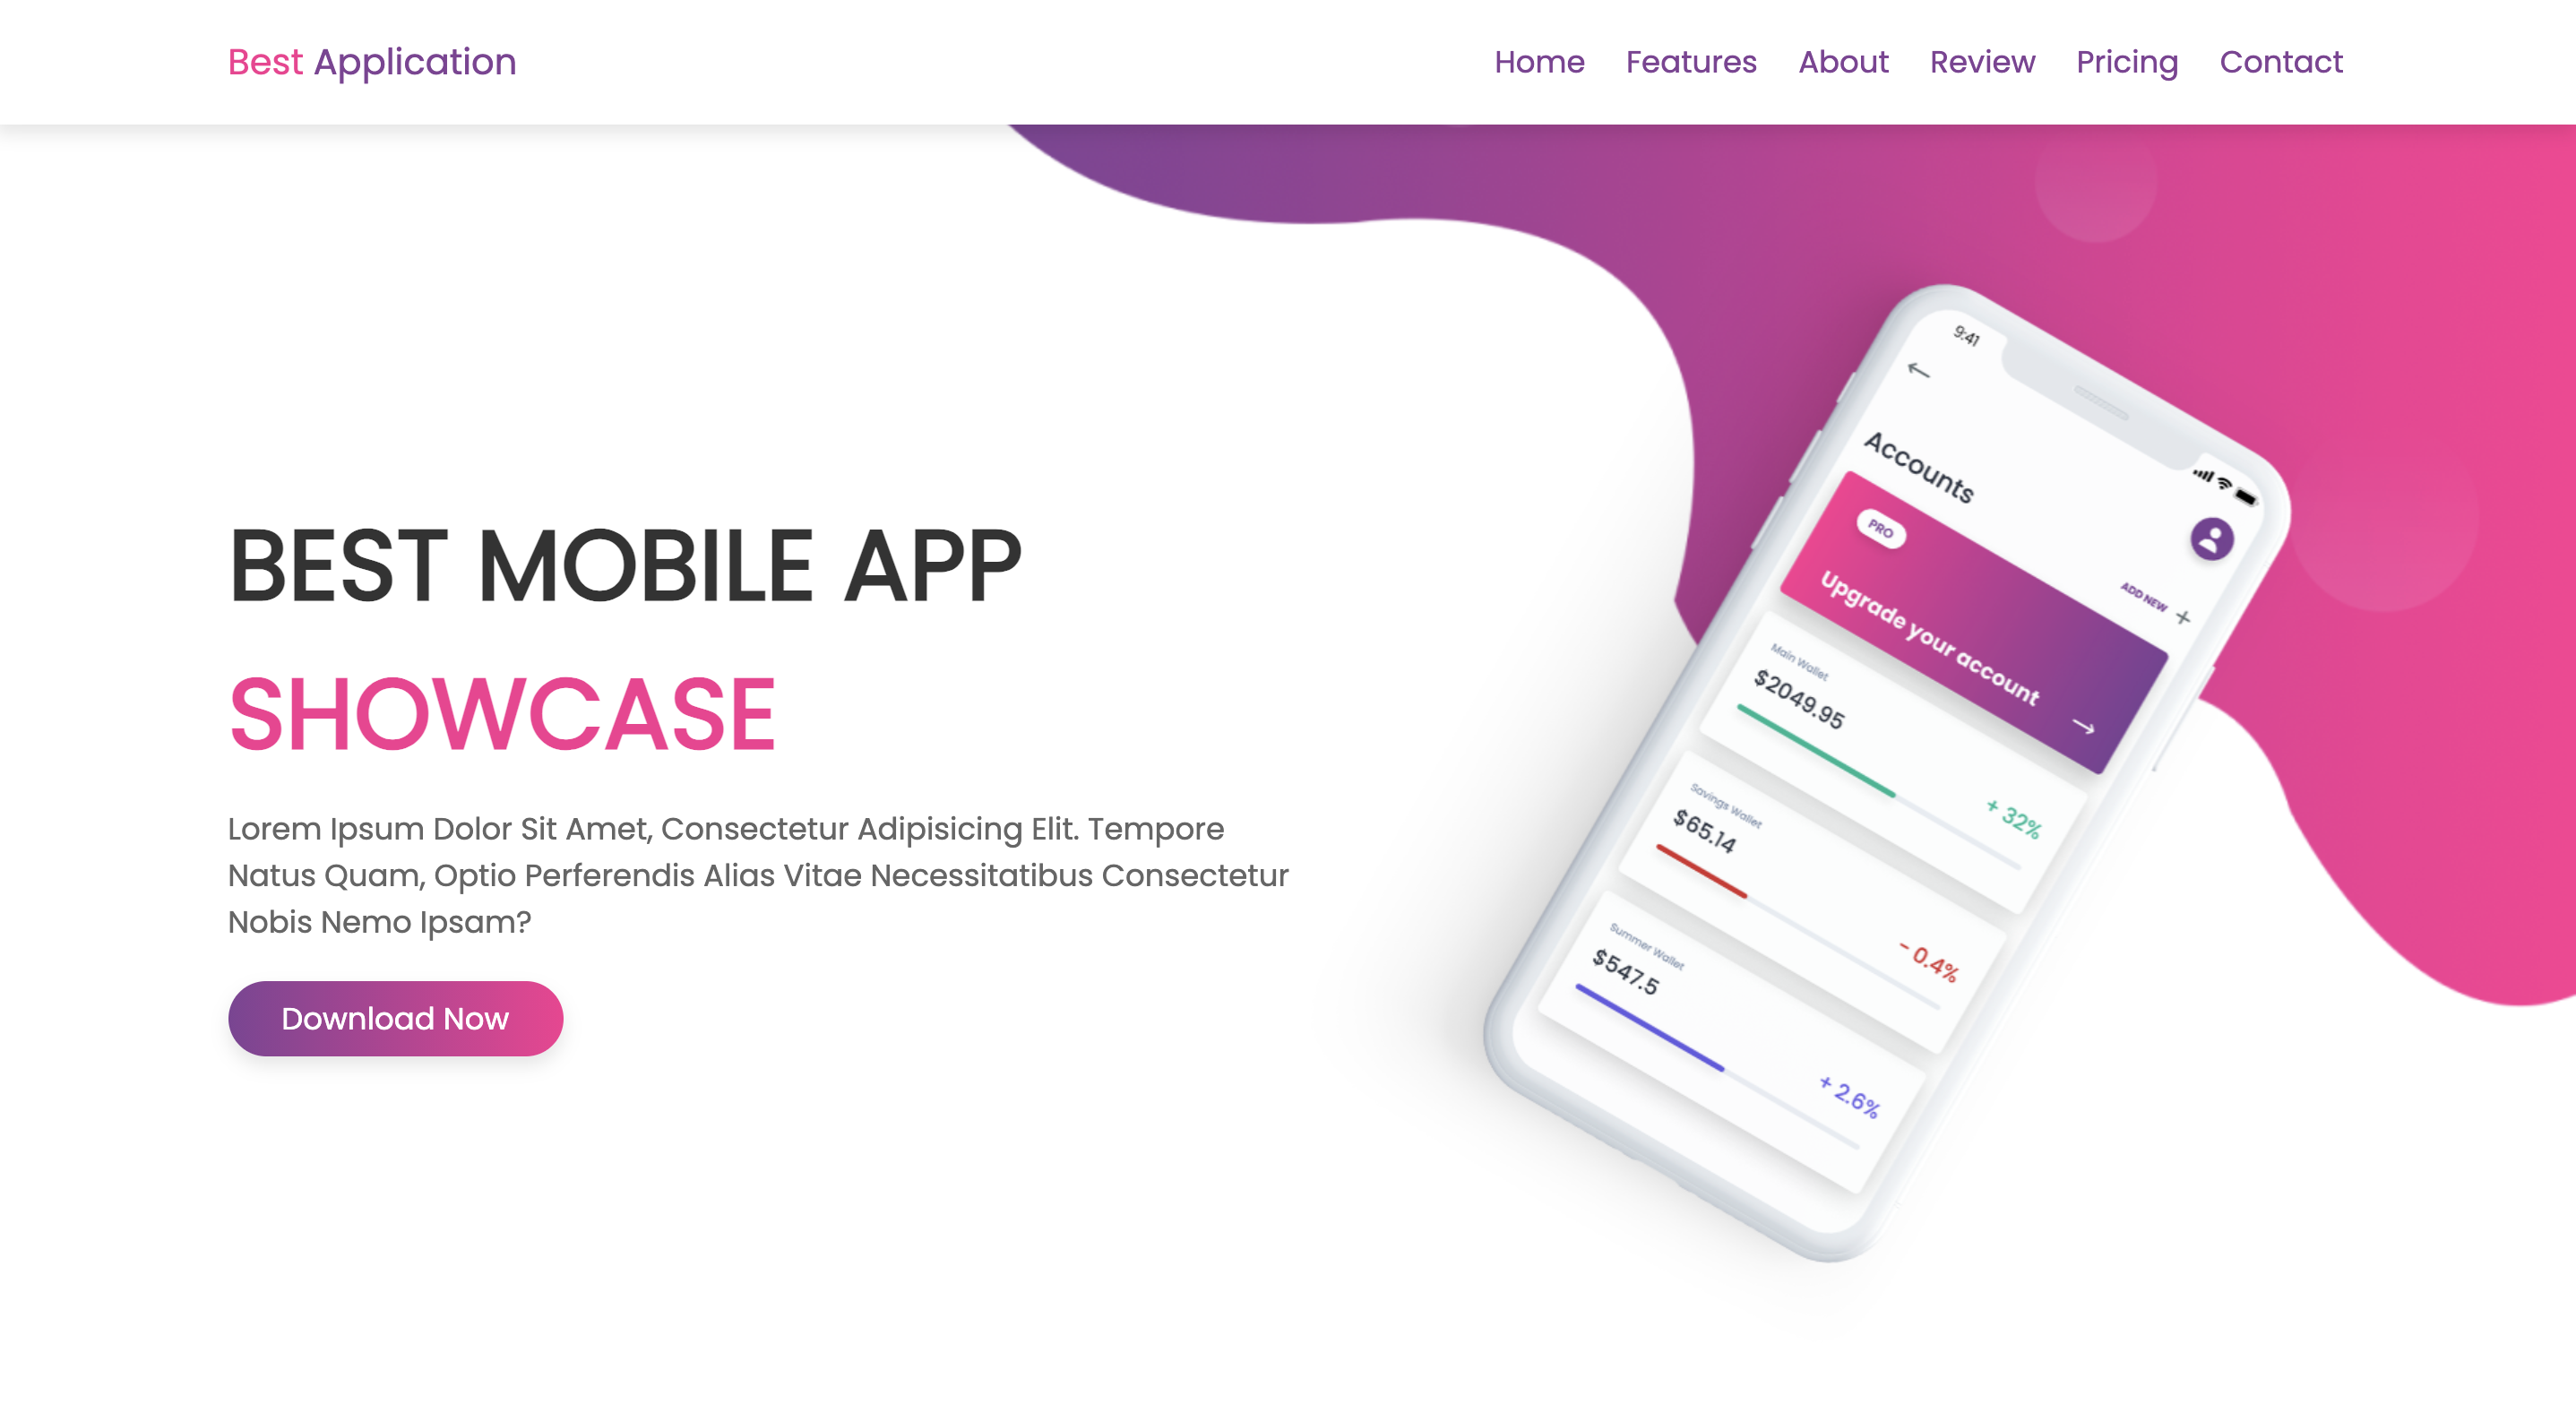 Best Application
Home Features About Review Pricing Contact
BEST MOBILE APP
SHOWCASE
Lorem Ipsum Dolor Sit Amet, Consectetur Adipisicing Elit. Tempore
Natus Quam, Optio Perferendis Alias Vitae Necessitatibus Consectetur
Nobis Nemo Ipsam?
Download Now
9:41
Accounts
ADD NEW +
PRO
Upgrade your account
Main Wallet
$2049.95
+ 32%
Savings Wallet
$65.14
- 0.4%
Summer Wallet
$547.5
+ 2.6%